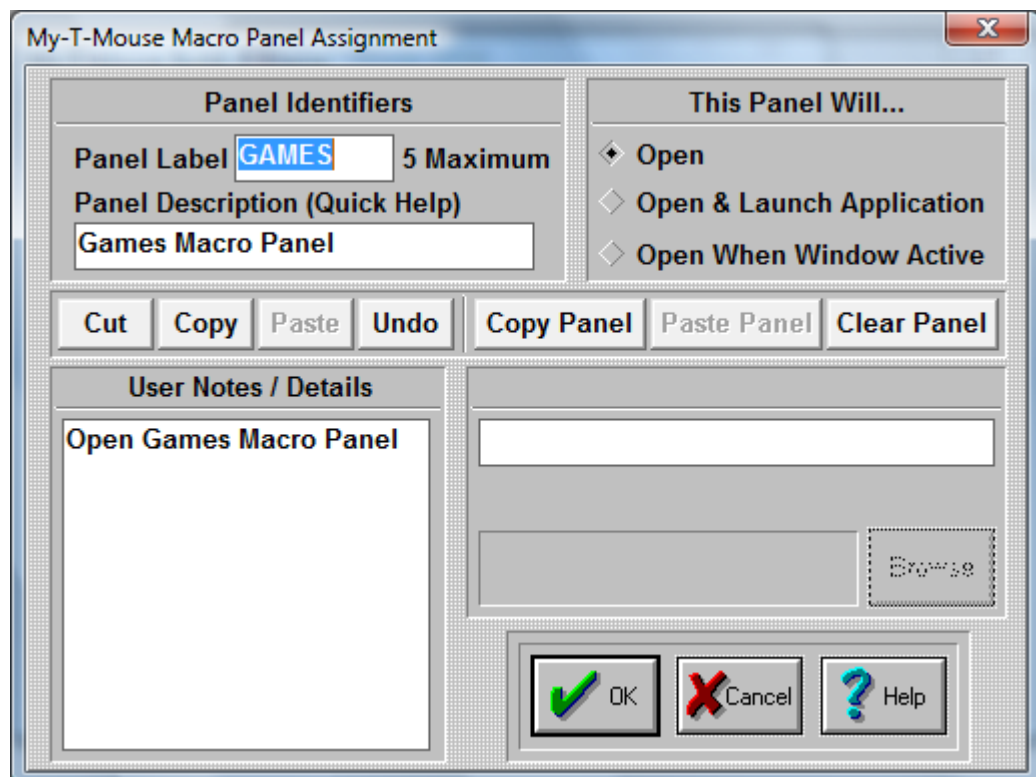 My-T-Mouse Macro Panel Assignment
Panel Identifiers
Panel Label GAMES 5 Maximum
Panel Description (Quick Help)
Games Macro Panel
This Panel Will...
Open
Open & Launch Application
Open When Window Active
Cut Copy Paste Undo Copy Panel Paste Panel Clear Panel
User Notes / Details
Open Games Macro Panel
Browse
OK Cancel Help